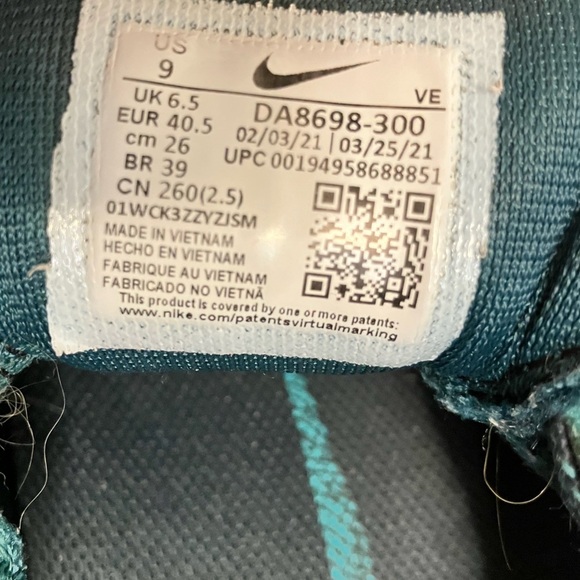 US
9
UK 6.5
EUR 40.5
cm 26
BR 39
CN 260(2.5)
01WCK3ZZYZJSM
VE
DA8698-300
02/03/21 | 03/25/21
UPC 00194958688851
MADE IN VIETNAM
HECHO EN VIETNAM
FABRIQUE AU VIETNAM
FABRICADO NO VIETNÃ
This product is covered by one or more patents:
www.nike.com/patentsvirtualmarking